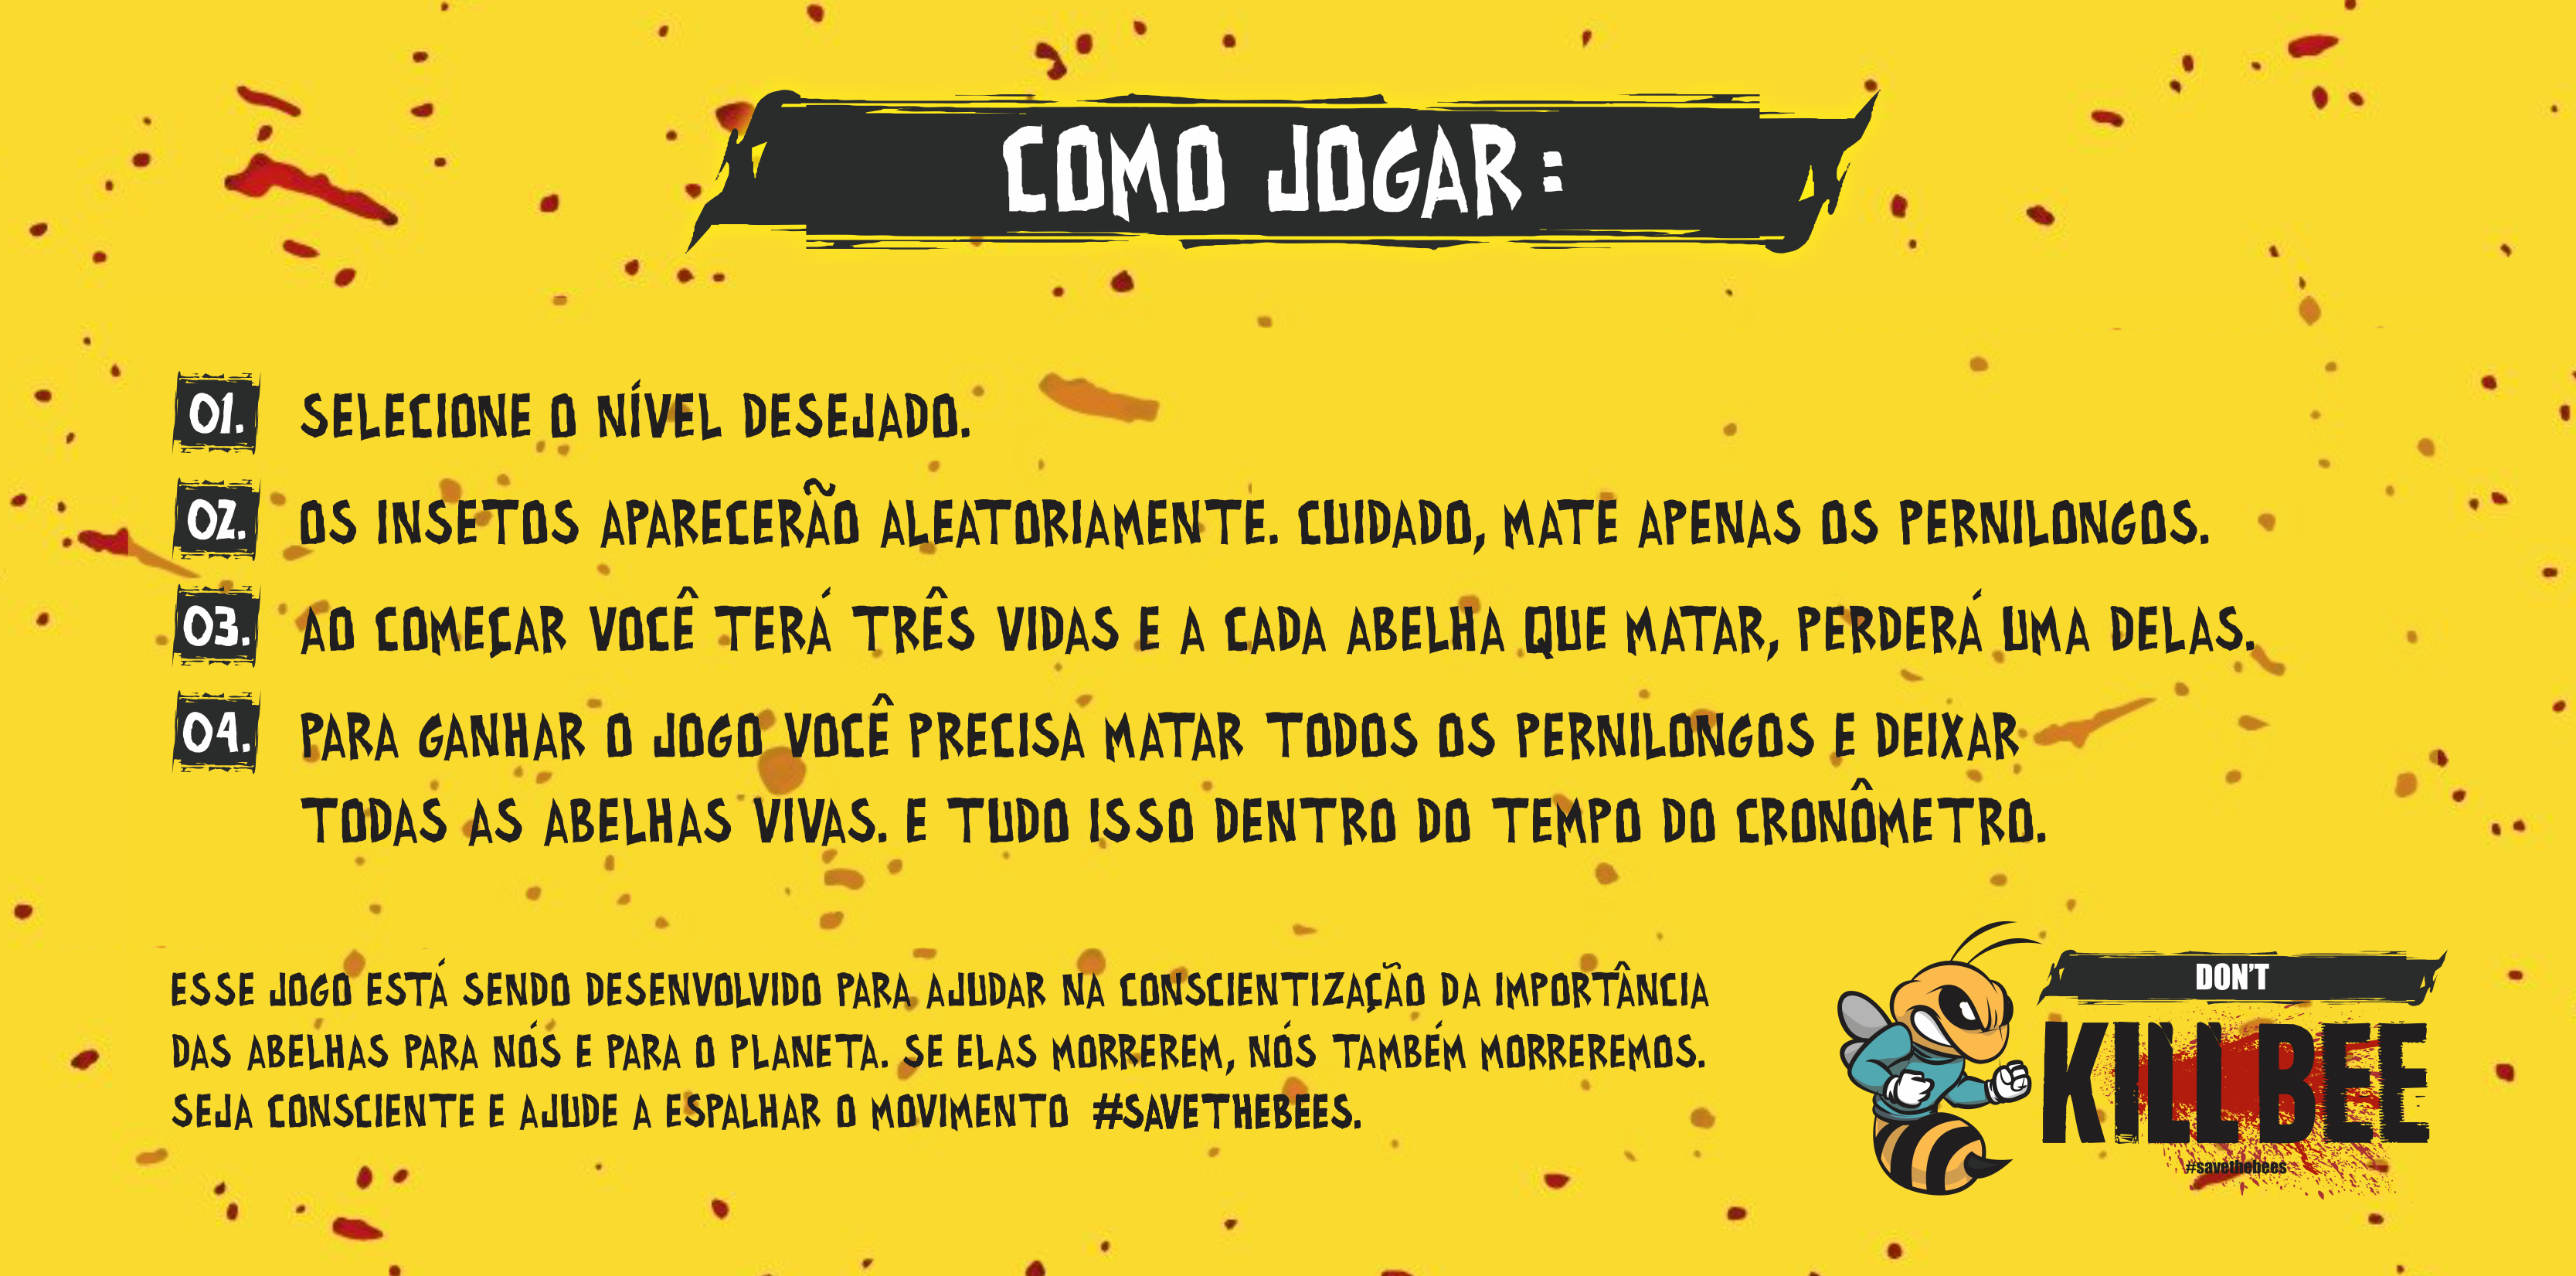 COMO JOGAR:
01. SELECIONE O NÍVEL DESEJADO.
02. OS INSETOS APARECERÃO ALEATORIAMENTE. CUIDADO, MATE APENAS OS PERNILONGOS.
03. AO COMEÇAR VOCÊ TERÁ TRÊS VIDAS E A CADA ABELHA QUE MATAR, PERDERÁ UMA DELAS.
04. PARA GANHAR O JOGO VOCÊ PRECISA MATAR TODOS OS PERNILONGOS E DEIXAR
TODAS AS ABELHAS VIVAS. E TUDO ISSO DENTRO DO TEMPO DO CRONÔMETRO.
ESSE JOGO ESTÁ SENDO DESENVOLVIDO PARA AJUDAR NA CONSCIENTIZAÇÃO DA IMPORTÂNCIA
DAS ABELHAS PARA NÓS E PARA O PLANETA. SE ELAS MORREREM, NÓS TAMBÉM MORREREMOS.
SEJA CONSCIENTE E AJUDE A ESPALHAR O MOVIMENTO #SAVETHEBEES.
DON'T
KILL BEE
#savethebees